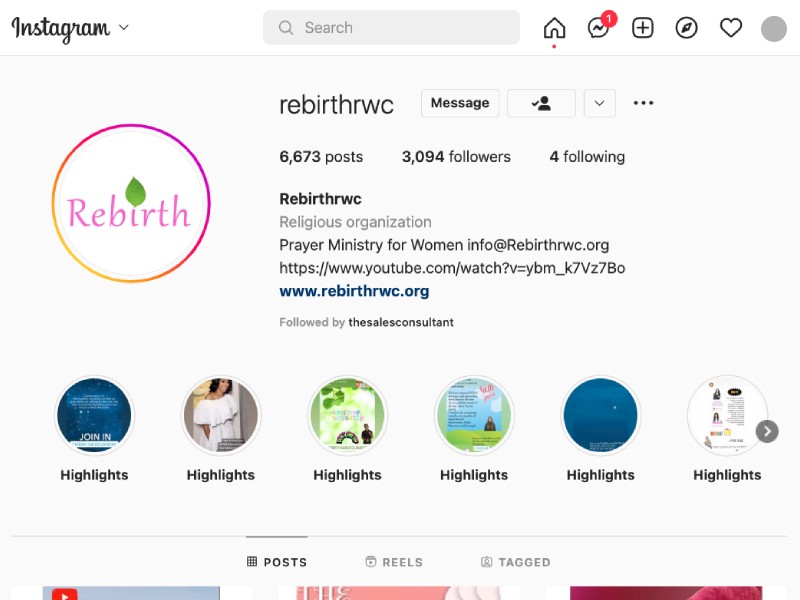 Instagram
Search
1
rebirthrwc
Message
6,673 posts
3,094 followers
4 following
Rebirth
Rebirthrwc
Religious organization
Prayer Ministry for Women info@Rebirthrwc.org
https://www.youtube.com/watch?v=ybm_k7Vz7Bo
www.rebirthrwc.org
Followed by thesalesconsultant
JOIN IN
Highlights
Highlights
Highlights
Highlights
Highlights
Highlights
POSTS
REELS
TAGGED
THE